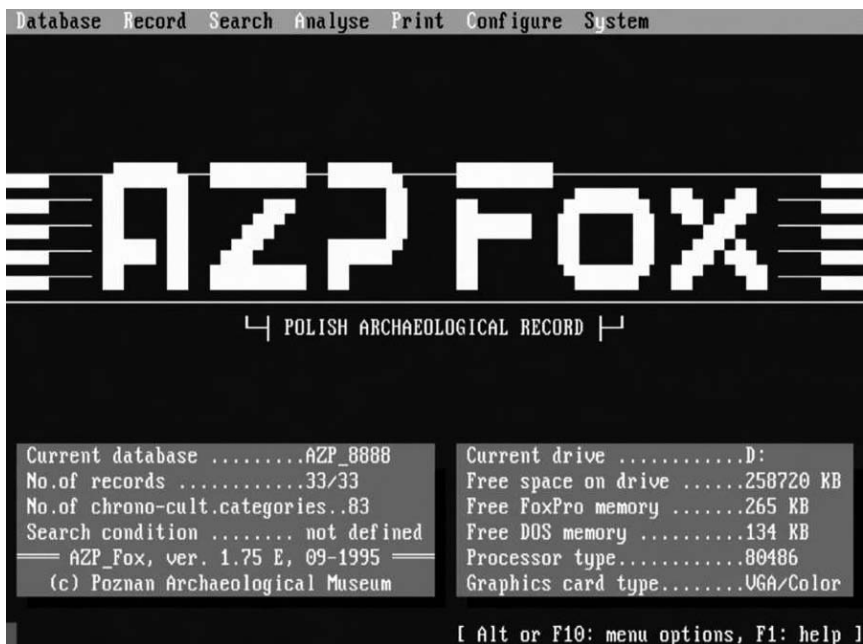 Database Record Search Analyse Print Configure System
AZP Fox
POLISH ARCHAEOLOGICAL RECORD
Current database ........AZP_8888
No.of records ...........33/33
No.of chrono-cult.categories..83
Search condition ........ not defined
AZP_Fox, ver. 1.75 E, 09-1995
(c) Poznan Archaeological Museum
Current drive ............D:
Free space on drive ......258720 KB
Free FoxPro memory .......265 KB
Free DOS memory ..........134 KB
Processor type............80486
Graphics card type........VGA/Color
[ Alt or F10: menu options, F1: help ]